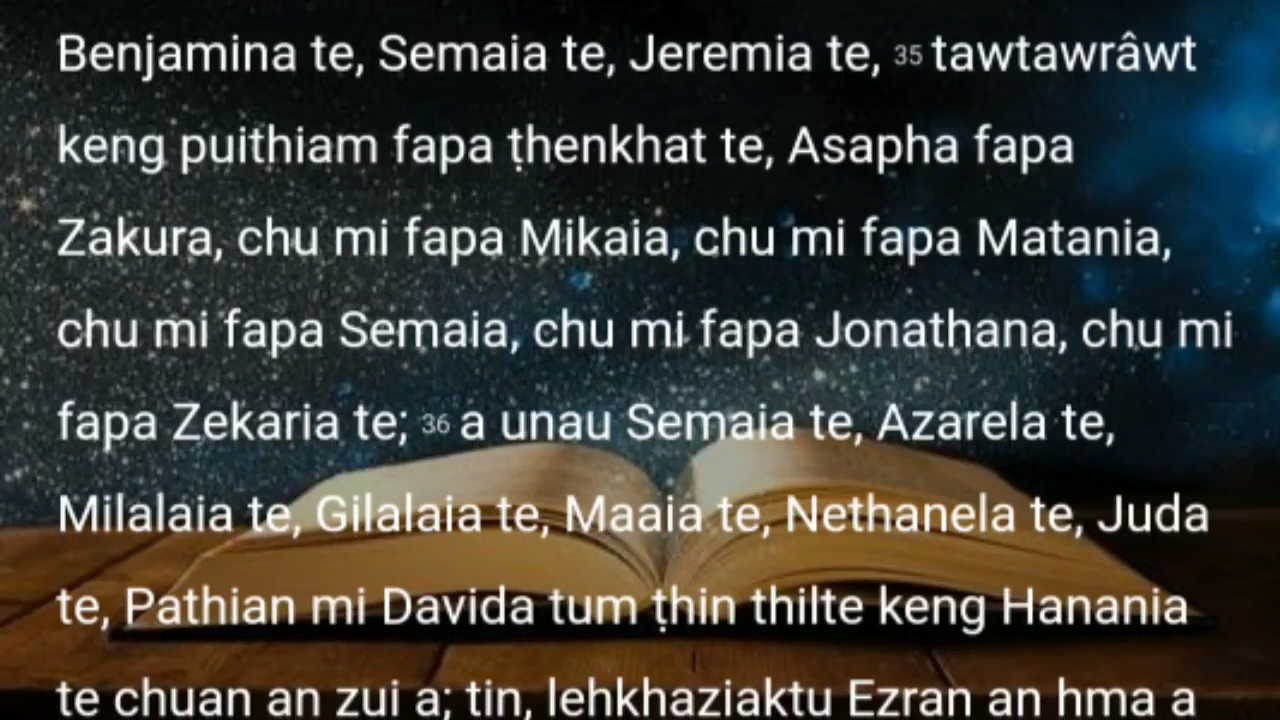 Benjamina te, Semaia te, Jeremia te, 35 tawtawrâwt
keng puithiam fapa ṭhenkhat te, Asapha fapa
Zakura, chu mi fapa Mikaia, chu mi fapa Matania,
chu mi fapa Semaia, chu mi fapa Jonathana, chu mi
fapa Zekaria te; 36 a unau Semaia te, Azarela te,
Milalaia te, Gilalaia te, Maaia te, Nethanela te, Juda
te, Pathian mi Davida tum ṭhin thilte keng Hanania
te chuan an zui a; tin, lehkhaziaktu Ezran an hma a